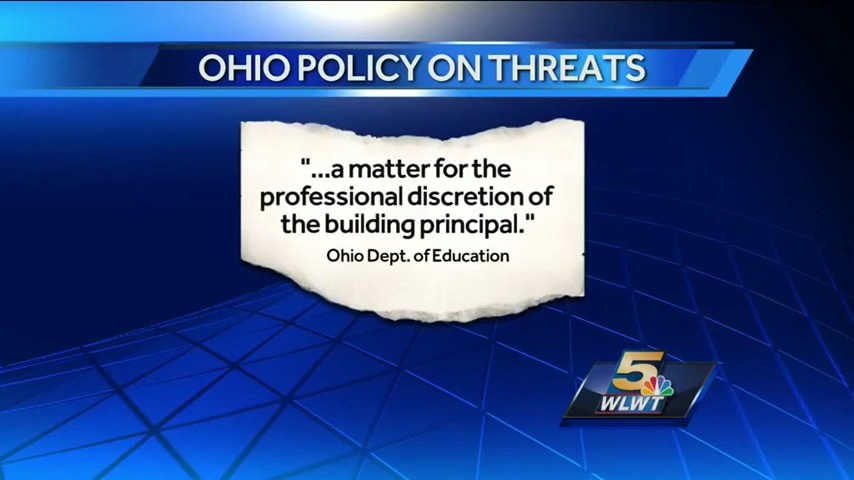 OHIO POLICY ON THREATS
"...a matter for the
professional discretion of
the building principal."
Ohio Dept. of Education
5
WLWT